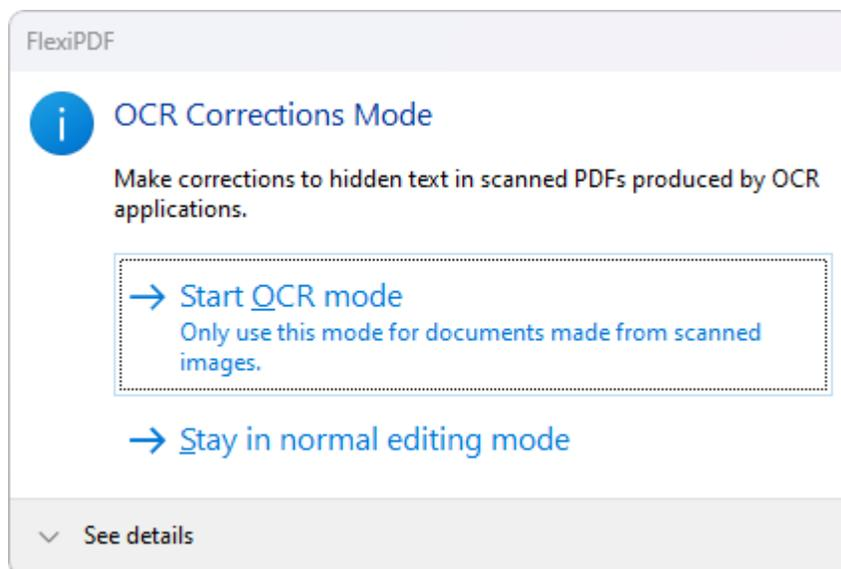 FlexiPDF
OCR Corrections Mode
Make corrections to hidden text in scanned PDFs produced by OCR
applications.
Start OCR mode
Only use this mode for documents made from scanned
images.
Stay in normal editing mode
See details